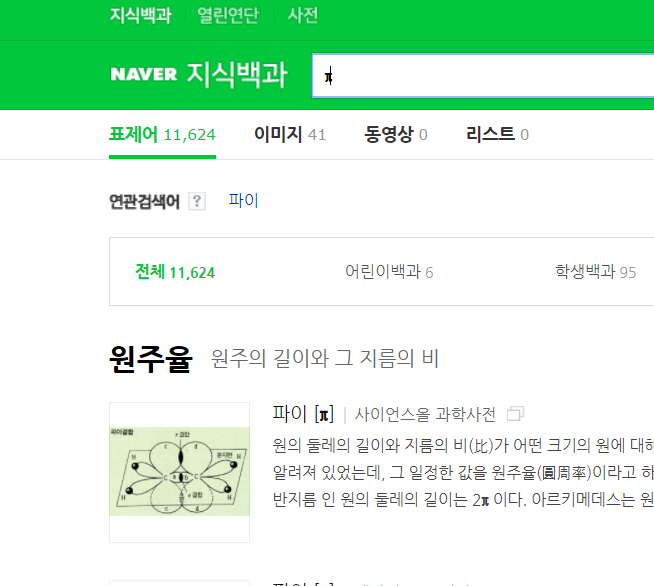 지식백과 열린연단 사전
NAVER 지식백과 π
표제어 11,624 이미지 41 동영상 0 리스트 0
연관검색어 ? 파이
전체 11,624 어린이백과 6 학생백과 95
원주율 원주의 길이와 그 지름의 비
파이 [π] | 사이언스올 과학사전
원의 둘레의 길이와 지름의 비(比)가 어떤 크기의 원에 대해
알려져 있었는데, 그 일정한 값을 원주율(圓周率)이라고 하
반지름 인 원의 둘레의 길이는 2π 이다. 아르키메데스는 원
파이결합
C
H